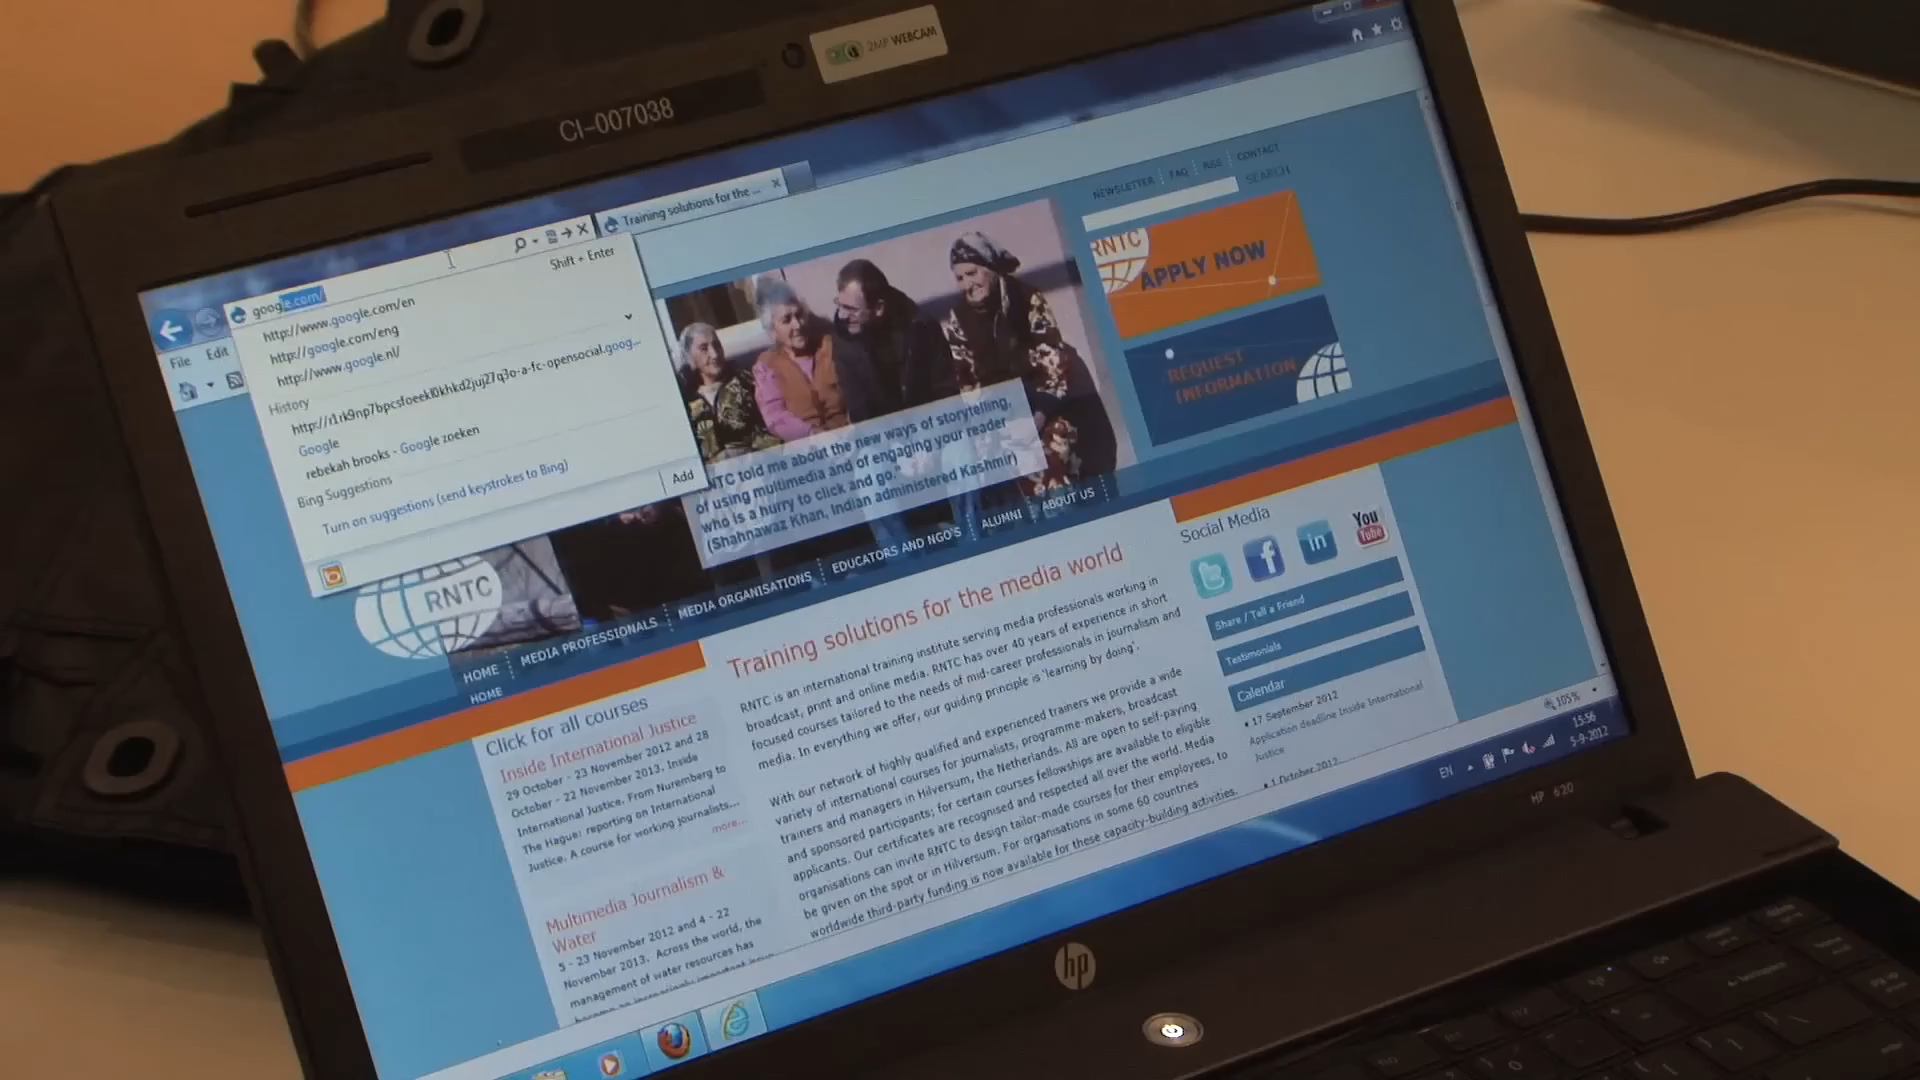 2MP WEBCAM
CI-007038
Training solutions for the ...
NEWSLETTER
FAQ
RSS
CONTACT
SEARCH
Shift + Enter
google.com/
http://www.google.com/en
http://google.com/eng
http://www.google.nl/
History
Google
rebekah brooks - Google zoeken
Bing Suggestions
Turn on suggestions (send keystrokes to Bing)
Add
File Edit
RNTC
APPLY NOW
REQUEST
INFORMATION
NTC told me about the new ways of storytelling,
of using multimedia and of engaging your reader
who is a hurry to click and go."
(Shahnawaz Khan, Indian administered Kashmir)
RNTC
HOME
MEDIA PROFESSIONALS
MEDIA ORGANISATIONS
EDUCATORS AND NGO'S
ALUMNI
ABOUT US
HOME
Click for all courses
Inside International Justice
29 October - 23 November 2012 and 28
October - 22 November 2013. Inside
International Justice. From Nuremberg to
The Hague: reporting on International
Justice. A course for working journalists...
more...
Multimedia Journalism &
Water
5 - 23 November 2012 and 4 - 22
November 2013. Across the world, the
management of water resources has
Training solutions for the media world
RNTC is an international training institute serving media professionals working in
broadcast, print and online media. RNTC has over 40 years of experience in short
focused courses tailored to the needs of mid-career professionals in journalism and
media. In everything we offer, our guiding principle is 'learning by doing'.
With our network of highly qualified and experienced trainers we provide a wide
variety of international courses for journalists, programme-makers, broadcast
trainers and managers in Hilversum, the Netherlands. All are open to self-paying
and sponsored participants; for certain courses fellowships are available to eligible
applicants. Our certificates are recognised and respected all over the world. Media
organisations can invite RNTC to design tailor-made courses for their employees, to
be given on the spot or in Hilversum. For organisations in some 60 countries
worldwide third-party funding is now available for these capacity-building activities.
Social Media
in
You
Tube
Share / Tell a Friend
Testimonials
Calendar
17 September 2012
Application deadline Inside International
Justice
1 October 2012
105%
EN
15:56
5-9-2012
HP 620
hp